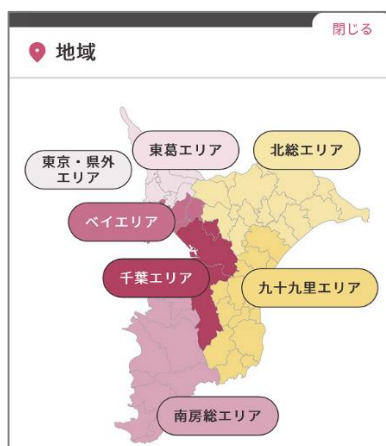 閉じる
地域
東葛エリア
北総エリア
東京・県外
エリア
ベイエリア
千葉エリア
九十九里エリア
南房総エリア